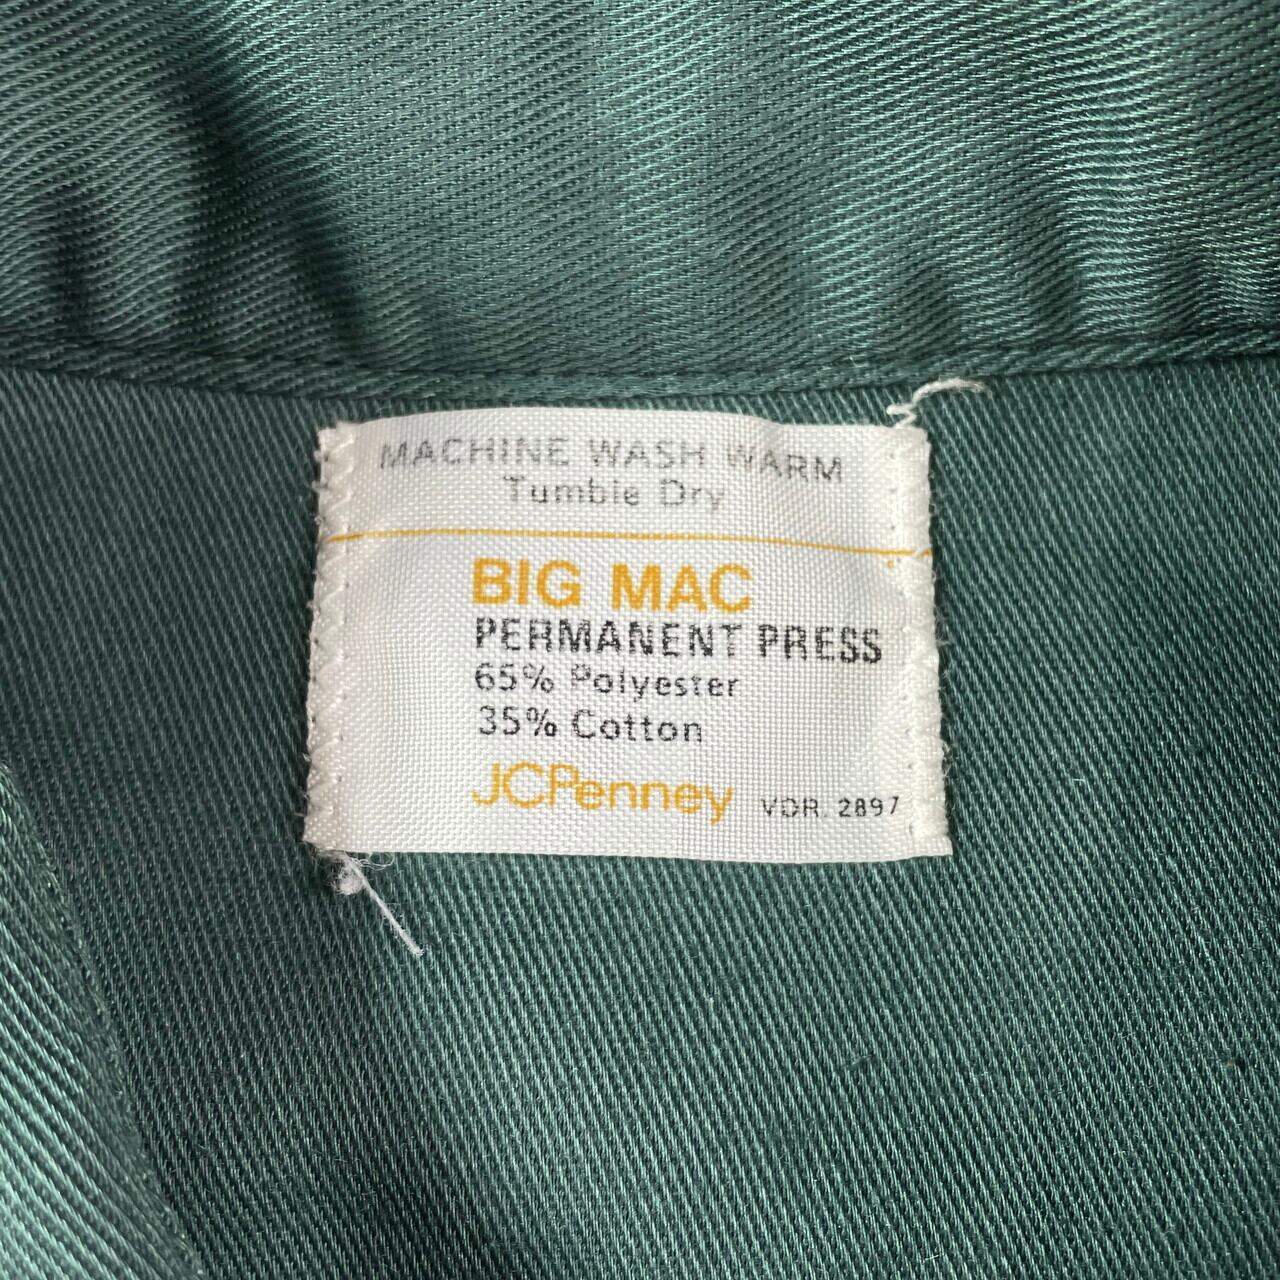 MACHINE WASH WARM
Tumble Dry
BIG MAC
PERMANENT PRESS
65% Polyester
35% Cotton
JCPenney VDR. 2897